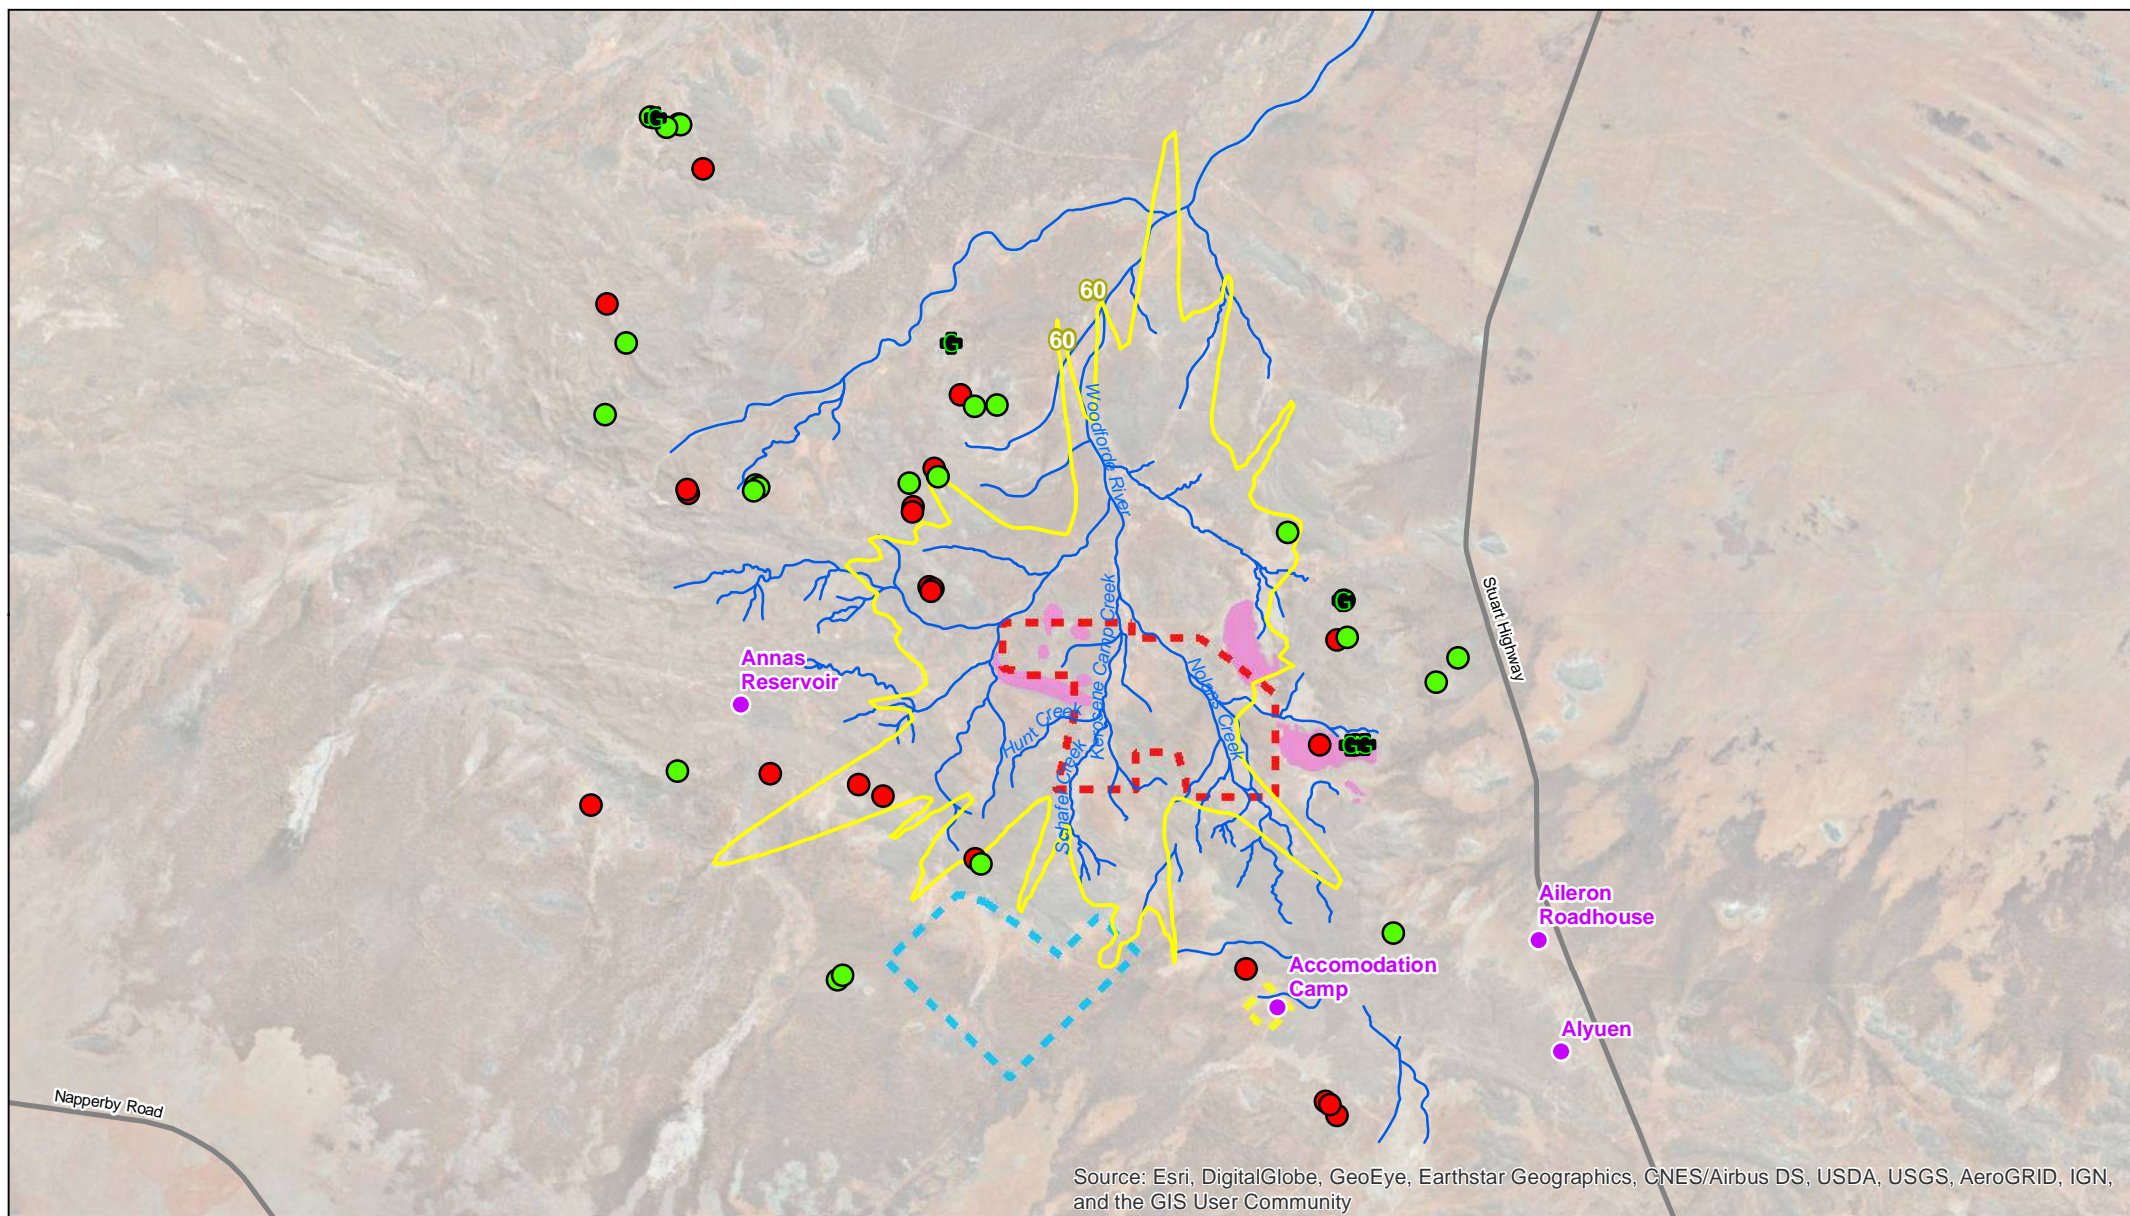 G
60
G
60
Woodforde River
G
Stuart Highway
Kerosene Camp Creek
Annas
Reservoir
Nolans Creek
Hunt Creek
GG
Schafer Creek
Aileron
Roadhouse
Accomodation
Camp
Alyuen
Napperby Road
Source: Esri, DigitalGlobe, GeoEye, Earthstar Geographics, CNES/Airbus DS, USDA, USGS, AeroGRID, IGN,
and the GIS User Community